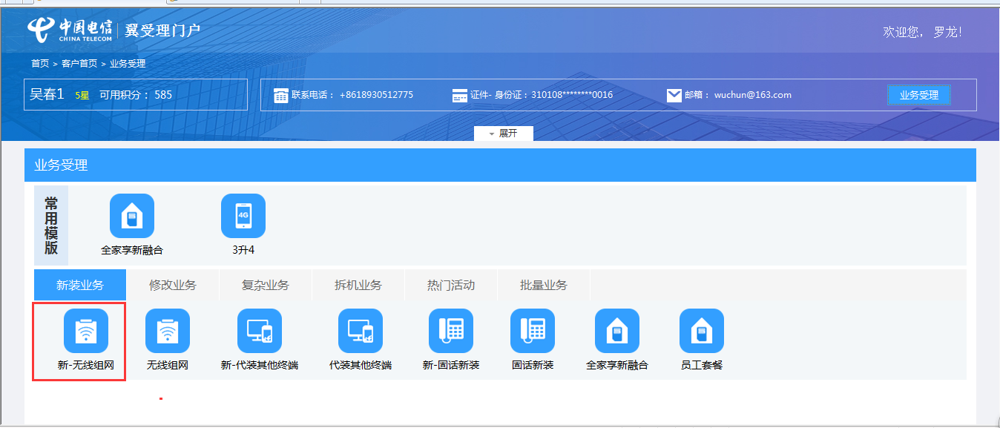 中国电信 CHINA TELECOM 翼受理门户
欢迎您， 罗龙！
首页 > 客户首页 > 业务受理
吴春1 5星 可用积分： 585
联系电话： +8618930512775 证件- 身份证：310108********0016 邮箱： wuchun@163.com 业务受理
展开
业务受理
常用模版
4G
全家享新融合 3升4
新装业务 修改业务 复杂业务 拆机业务 热门活动 批量业务
新-无线组网 无线组网 新-代装其他终端 代装其他终端 新-固话新装 固话新装 全家享新融合 员工套餐